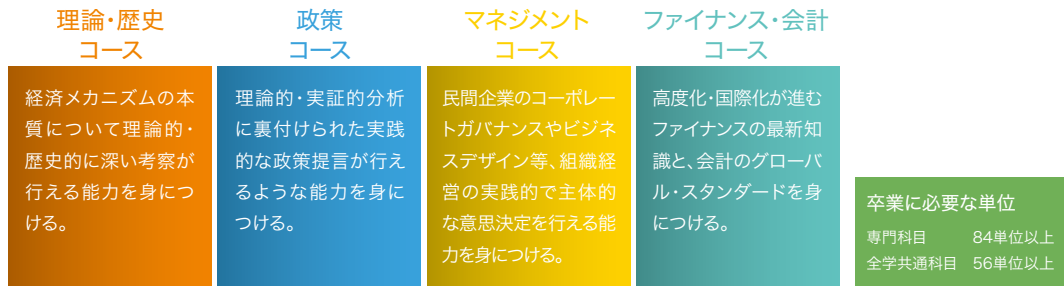 理論・歴史
コース
経済メカニズムの本
質について理論的・
歴史的に深い考察が
行える能力を身につ
ける。
政策
コース
理論的・実証的分析
に裏付けられた実践
的な政策提言が行え
るような能力を身に
つける。
マネジメント
コース
民間企業のコーポレー
トガバナンスやビジネ
スデザイン等、組織経
営の実践的で主体的
な意思決定を行える能
力を身につける。
ファイナンス・会計
コース
高度化・国際化が進む
ファイナンスの最新知
識と、会計のグローバ
ル・スタンダードを身
につける。
卒業に必要な単位
専門科目 84単位以上
全学共通科目 56単位以上